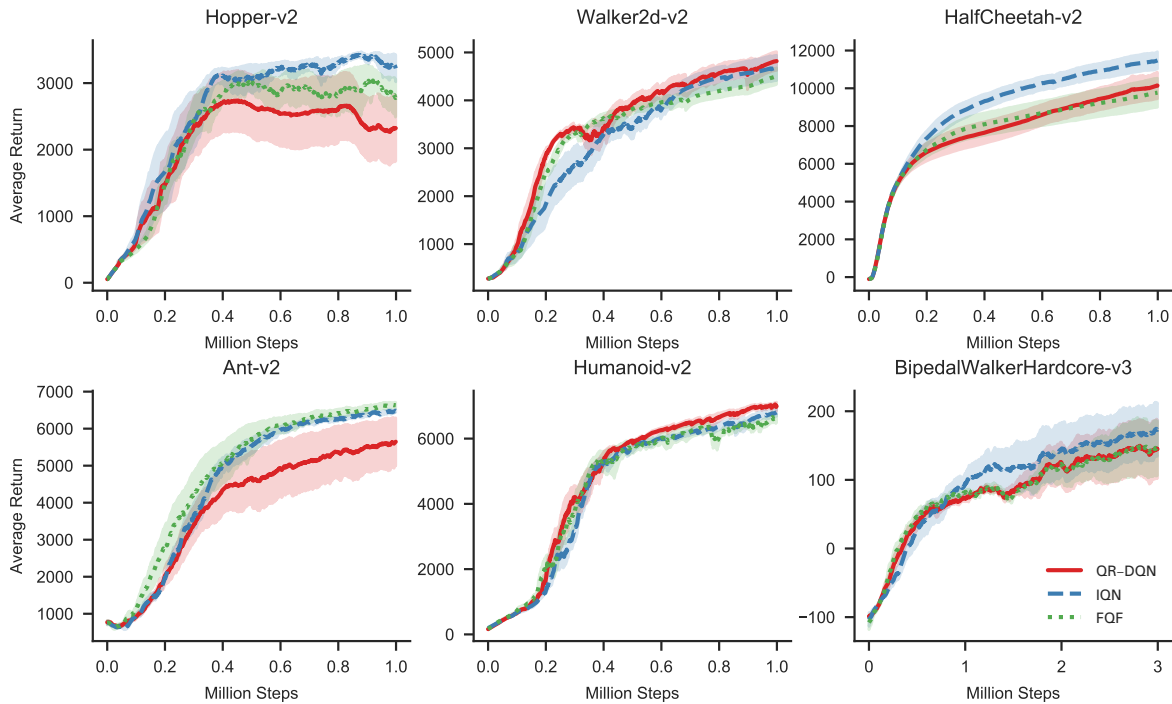 Hopper-v2
Walker2d-v2
HalfCheetah-v2
Average Return
3000
2000
1000
0
5000
4000
3000
2000
1000
12000
10000
8000
6000
4000
2000
0
0.0 0.2 0.4 0.6 0.8 1.0
0.0 0.2 0.4 0.6 0.8 1.0
0.0 0.2 0.4 0.6 0.8 1.0
Million Steps
Million Steps
Million Steps
Ant-v2
Humanoid-v2
BipedalWalkerHardcore-v3
Average Return
7000
6000
5000
4000
3000
2000
1000
6000
4000
2000
0
200
100
0
−100
QR−DQN
IQN
FQF
0.0 0.2 0.4 0.6 0.8 1.0
0.0 0.2 0.4 0.6 0.8 1.0
0 1 2 3
Million Steps
Million Steps
Million Steps